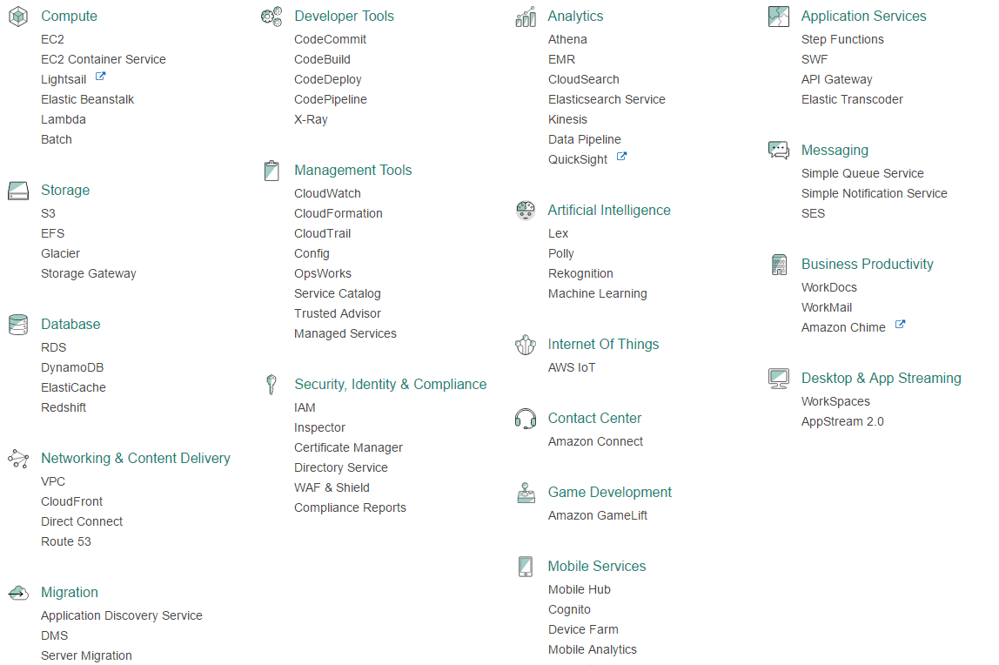 Compute
EC2
EC2 Container Service
Lightsail
Elastic Beanstalk
Lambda
Batch
Storage
S3
EFS
Glacier
Storage Gateway
Database
RDS
DynamoDB
ElastiCache
Redshift
Networking & Content Delivery
VPC
CloudFront
Direct Connect
Route 53
Migration
Application Discovery Service
DMS
Server Migration
Developer Tools
CodeCommit
CodeBuild
CodeDeploy
CodePipeline
X-Ray
Management Tools
CloudWatch
CloudFormation
CloudTrail
Config
OpsWorks
Service Catalog
Trusted Advisor
Managed Services
Security, Identity & Compliance
IAM
Inspector
Certificate Manager
Directory Service
WAF & Shield
Compliance Reports
Analytics
Athena
EMR
CloudSearch
Elasticsearch Service
Kinesis
Data Pipeline
QuickSight
Artificial Intelligence
Lex
Polly
Rekognition
Machine Learning
Internet Of Things
AWS IoT
Contact Center
Amazon Connect
Game Development
Amazon GameLift
Mobile Services
Mobile Hub
Cognito
Device Farm
Mobile Analytics
Application Services
Step Functions
SWF
API Gateway
Elastic Transcoder
Messaging
Simple Queue Service
Simple Notification Service
SES
Business Productivity
WorkDocs
WorkMail
Amazon Chime
Desktop & App Streaming
WorkSpaces
AppStream 2.0